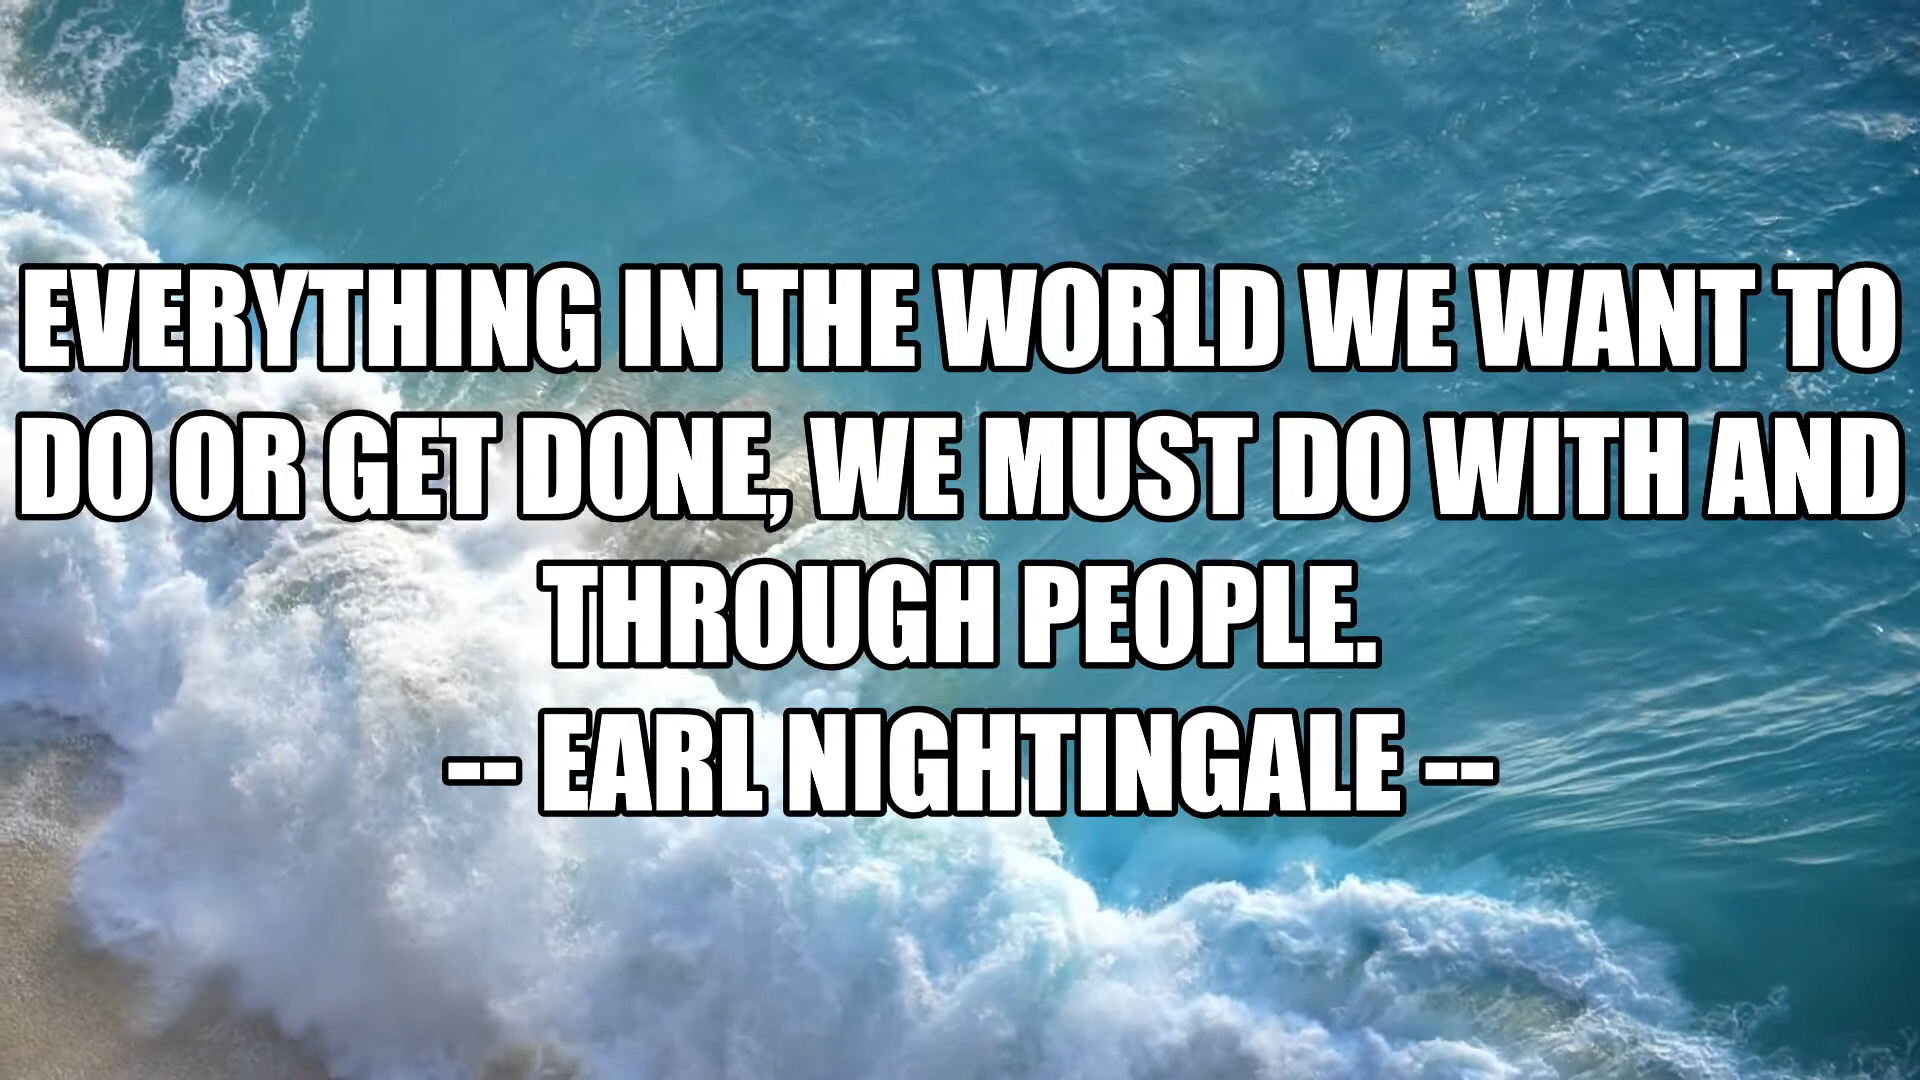 EVERYTHING IN THE WORLD WE WANT TO
DO OR GET DONE, WE MUST DO WITH AND
THROUGH PEOPLE.
-- EARL NIGHTINGALE --